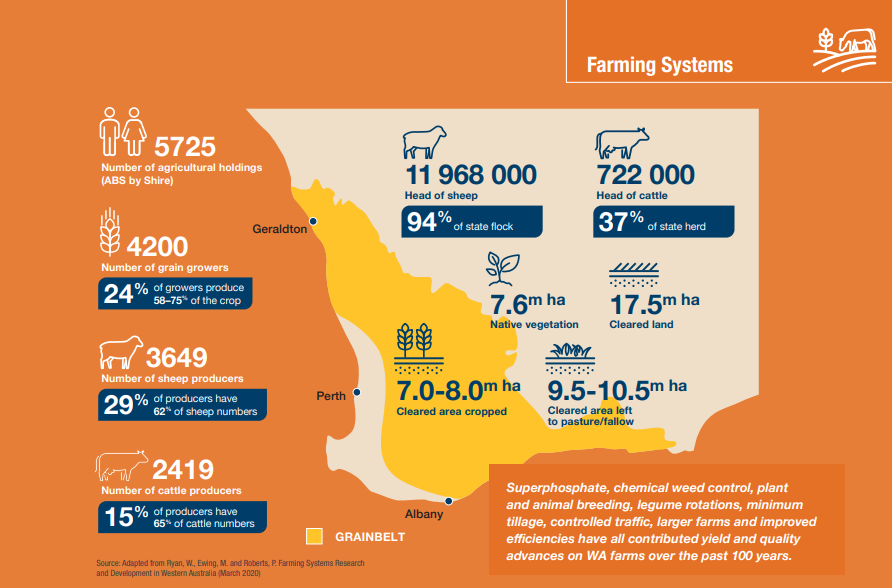 Farming Systems
5725
Number of agricultural holdings
(ABS by Shire)
4200
Number of grain growers
24% of growers produce
58–75% of the crop
3649
Number of sheep producers
29% of producers have
62% of sheep numbers
2419
Number of cattle producers
15% of producers have
65% of cattle numbers
11 968 000
Head of sheep
94% of state flock
722 000
Head of cattle
37% of state herd
7.6m ha
Native vegetation
17.5m ha
Cleared land
7.0-8.0m ha
Cleared area cropped
9.5-10.5m ha
Cleared area left
to pasture/fallow
Geraldton
Perth
Albany
GRAINBELT
Superphosphate, chemical weed control, plant
and animal breeding, legume rotations, minimum
tillage, controlled traffic, larger farms and improved
efficiencies have all contributed yield and quality
advances on WA farms over the past 100 years.
Source: Adapted from Ryan, W., Ewing, M. and Roberts, P. Farming Systems Research
and Development in Western Australia (March 2020)